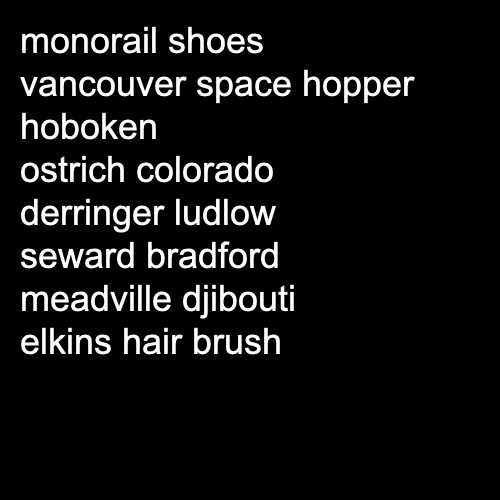 monorail shoes
vancouver space hopper
hoboken
ostrich colorado
derringer ludlow
seward bradford
meadville djibouti
elkins hair brush